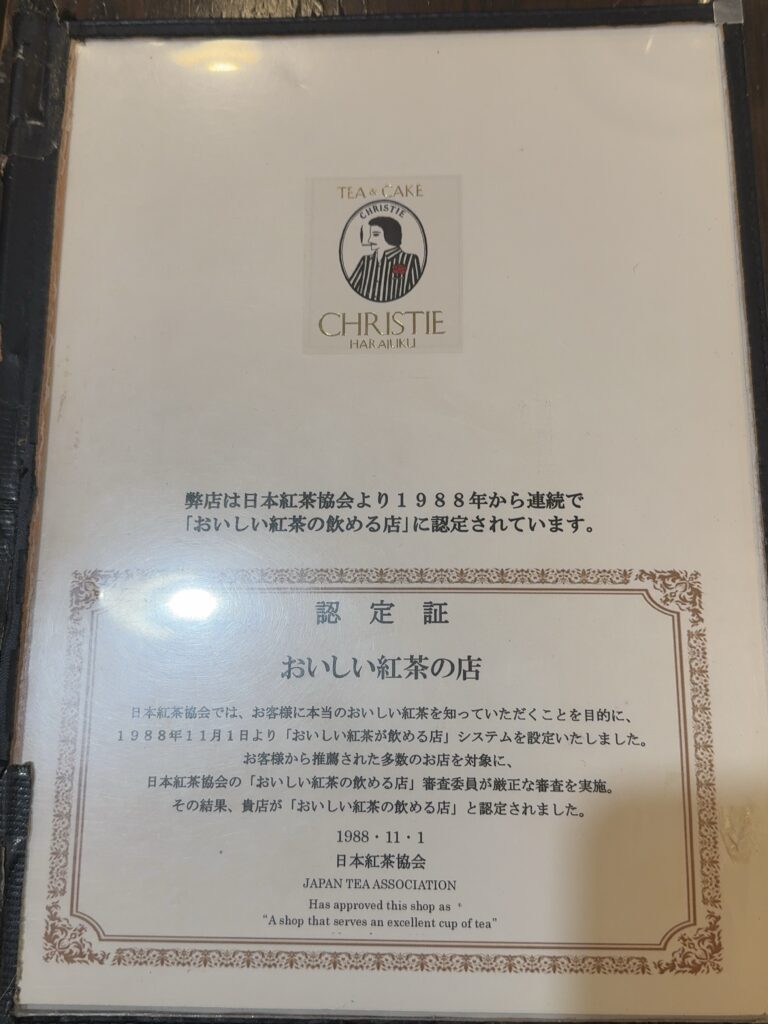 TEA & CAKE
CHRISTIE
CHRISTIE
HARAJUKU
弊店は日本紅茶協会より１９８８年から連続で
「おいしい紅茶の飲める店」に認定されています。
認 定 証
おいしい紅茶の店
日本紅茶協会では、お客様に本当のおいしい紅茶を知っていただくことを目的に、
１９８８年１１月１日より「おいしい紅茶が飲める店」システムを設定いたしました。
お客様から推薦された多数のお店を対象に、
日本紅茶協会の「おいしい紅茶の飲める店」審査委員が厳正な審査を実施。
その結果、貴店が「おいしい紅茶の飲める店」と認定されました。
1988・11・1
日本紅茶協会
JAPAN TEA ASSOCIATION
Has approved this shop as
“A shop that serves an excellent cup of tea”